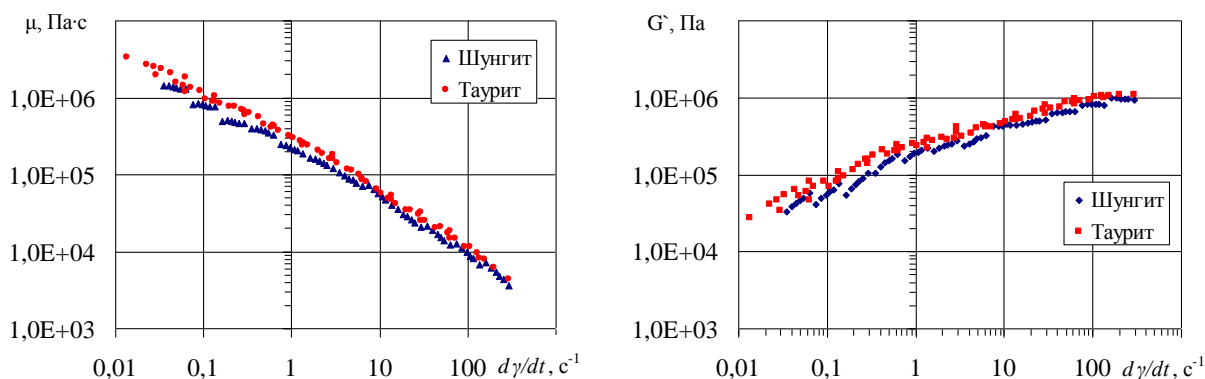 μ, Па·с
Шунгит
Таурит
1,0E+06
1,0E+05
1,0E+04
1,0E+03
0,01 0,1 1 10 100 dγ/dt, с-1
G`, Па
1,0E+06
1,0E+05
1,0E+04
1,0E+03
Шунгит
Таурит
0,01 0,1 1 10 100 dγ/dt, с-1